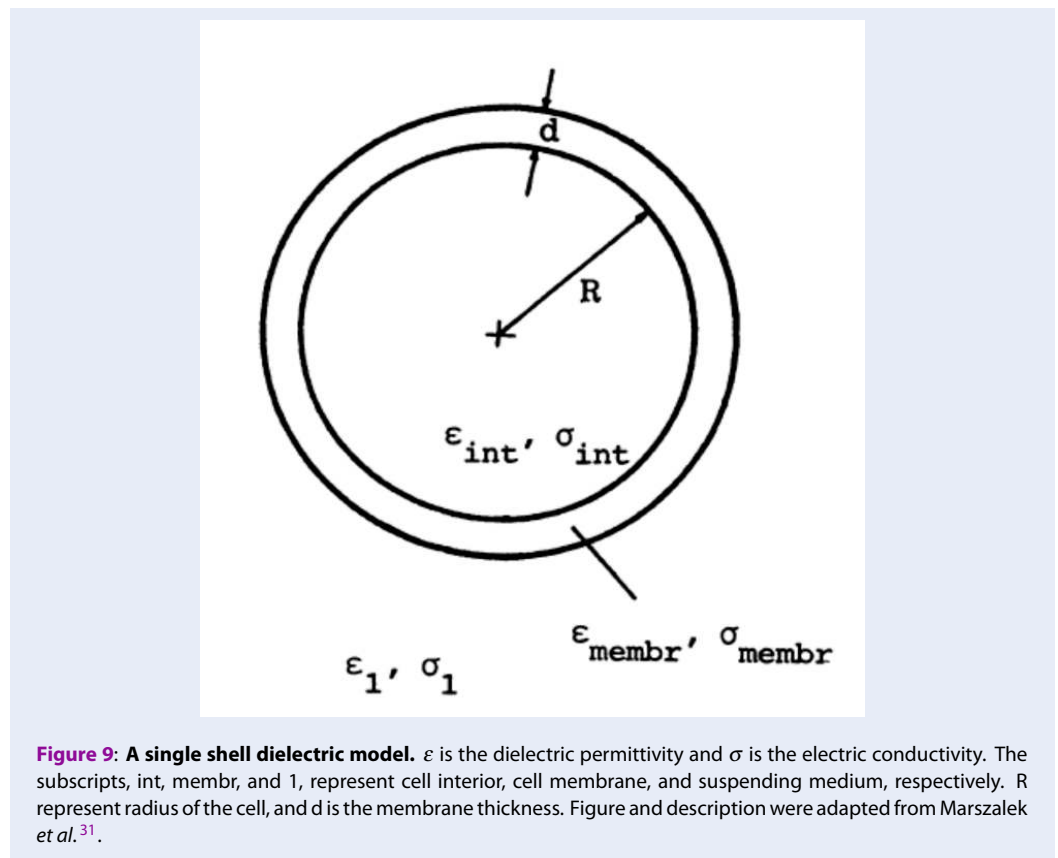 d
R
εint, σint
εmembr, σmembr
ε1, σ1
Figure 9: A single shell dielectric model. ε is the dielectric permittivity and σ is the electric conductivity. The
subscripts, int, membr, and 1, represent cell interior, cell membrane, and suspending medium, respectively. R
represent radius of the cell, and d is the membrane thickness. Figure and description were adapted from Marszalek
et al. 31.